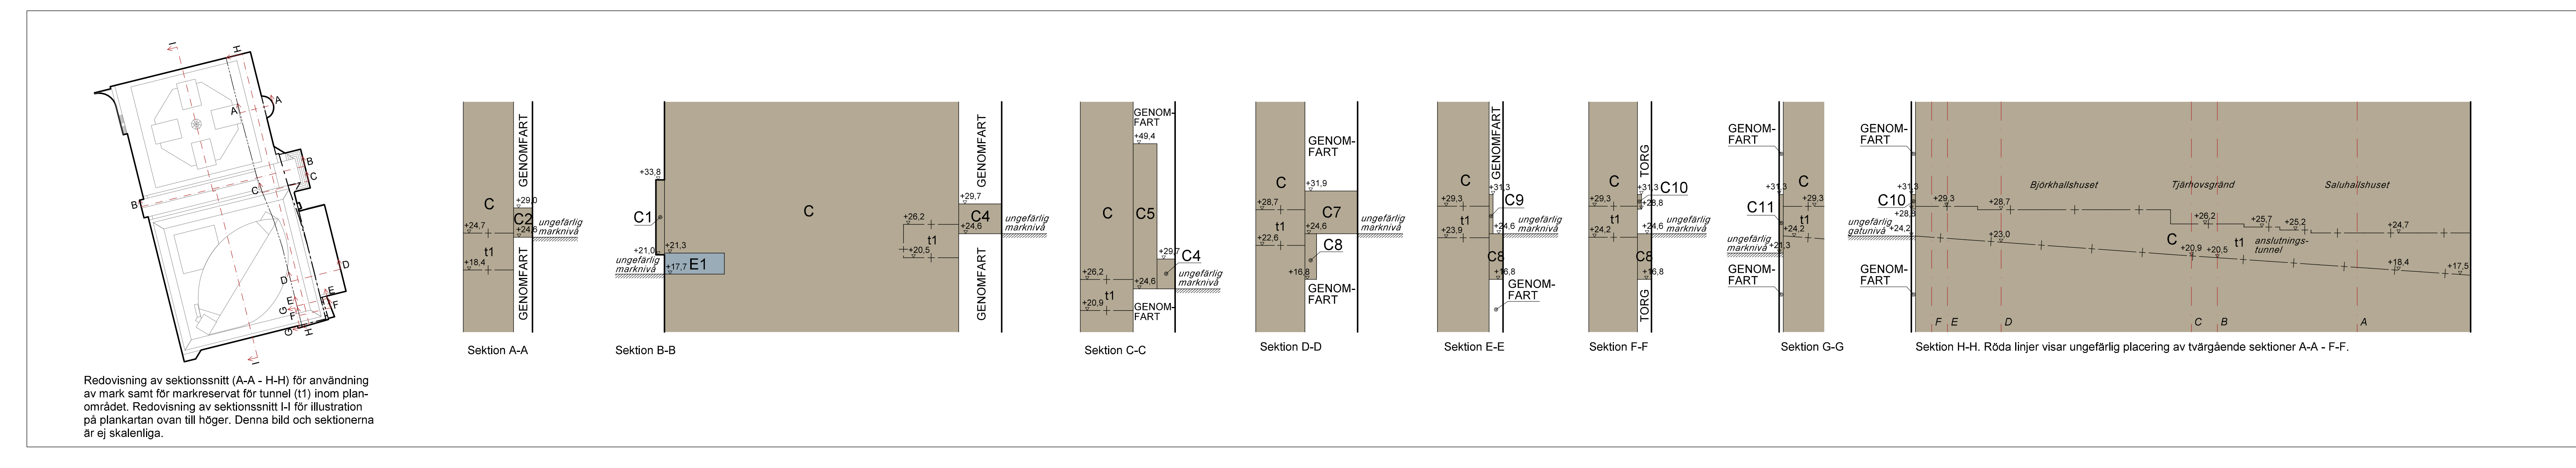 I
H
A
A
B
C
C
B
D
D
E
E
F
F
G
G
H
I
Redovisning av sektionssnitt (A-A - H-H) för användning
av mark samt för markreservat för tunnel (t1) inom plan-
området. Redovisning av sektionssnitt I-I för illustration
på plankartan ovan till höger. Denna bild och sektionerna
är ej skalenliga.
GENOMFART
C
+29,0
C2
ungefärlig
marknivå
+24,7
+24,6
t1
+18,4
GENOMFART
Sektion A-A
+33,8
C1
+21,0
+21,3
ungefärlig
marknivå
+17,7
E1
C
GENOMFART
+29,7
+26,2
C4
+24,6
ungefärlig
marknivå
t1
+20,5
GENOMFART
Sektion B-B
GENOM-
FART
+49,4
C
C5
+29,7
C4
+26,2
ungefärlig
marknivå
+24,6
t1
+20,9
GENOM-
FART
Sektion C-C
GENOM-
FART
C
+31,9
+28,7
C7
ungefärlig
marknivå
t1
+24,6
+22,6
C8
+16,8
GENOM-
FART
Sektion D-D
GENOMFART
C
+31,3
C9
+29,3
t1
+24,6
ungefärlig
marknivå
+23,9
C8
+16,8
GENOM-
FART
Sektion E-E
TORG
C
+31,3
C10
+29,3
+28,8
t1
+24,6
ungefärlig
marknivå
+24,2
C8
+16,8
TORG
Sektion F-F
GENOM-
FART
C
+31,3
+29,3
C11
t1
+24,2
ungefärlig
marknivå
+21,3
GENOM-
FART
Sektion G-G
GENOM-
FART
+31,3
C10
+29,3
+28,8
ungefärlig
gatunivå
+24,2
GENOM-
FART
Björkhallshuset
Tjärhovsgränd
Saluhallshuset
+28,7
+26,2
+25,7
+25,2
+24,7
C
t1
anslutnings-
tunnel
+23,0
+20,9
+20,5
+18,4
+17,5
F
E
D
C
B
A
Sektion H-H. Röda linjer visar ungefärlig placering av tvärgående sektioner A-A - F-F.